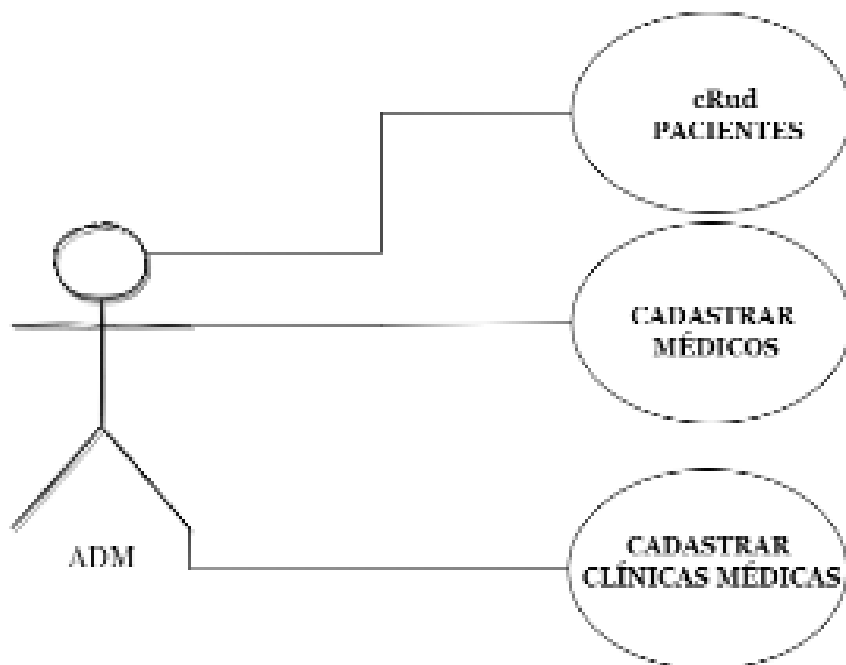 cRud
PACIENTES
CADASTRAR
MÉDICOS
ADM
CADASTRAR
CLÍNICAS MÉDICAS